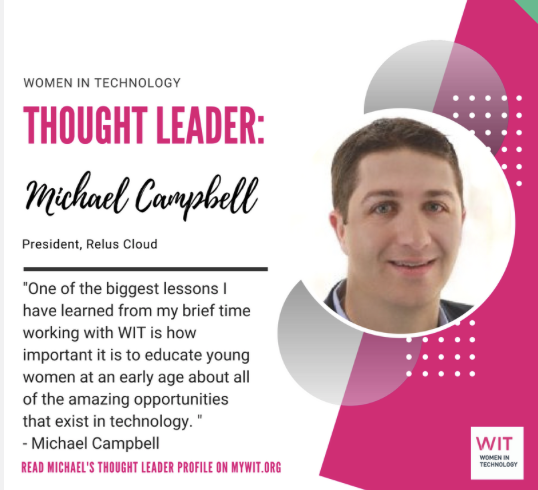 WOMEN IN TECHNOLOGY
THOUGHT LEADER:
Michael Campbell
President, Relus Cloud
"One of the biggest lessons I
have learned from my brief time
working with WIT is how
important it is to educate young
women at an early age about all
of the amazing opportunities
that exist in technology. "
- Michael Campbell
READ MICHAEL'S THOUGHT LEADER PROFILE ON MYWIT.ORG
WIT
WOMEN IN
TECHNOLOGY